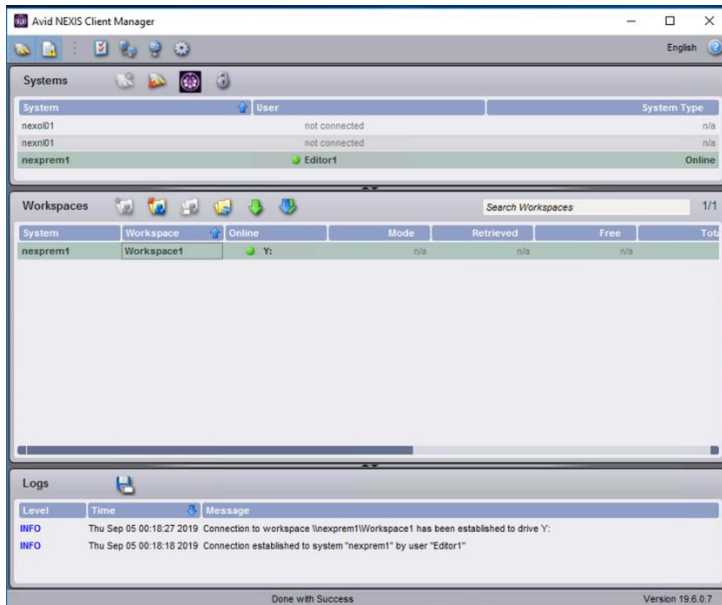 Avid NEXIS Client Manager
English
Systems
System User System Type
nexol01 not connected n/a
nexnl01 not connected n/a
nexprem1 Editor1 Online
Workspaces Search Workspaces 1/1
System Workspace Online Mode Retrieved Free Tota
nexprem1 Workspace1 Y: n/a n/a n/a
Logs
Level Time Message
INFO Thu Sep 05 00:18:27 2019 Connection to workspace \\nexprem1\Workspace1 has been established to drive Y:
INFO Thu Sep 05 00:18:18 2019 Connection established to system "nexprem1" by user "Editor1"
Done with Success Version 19.6.0.7